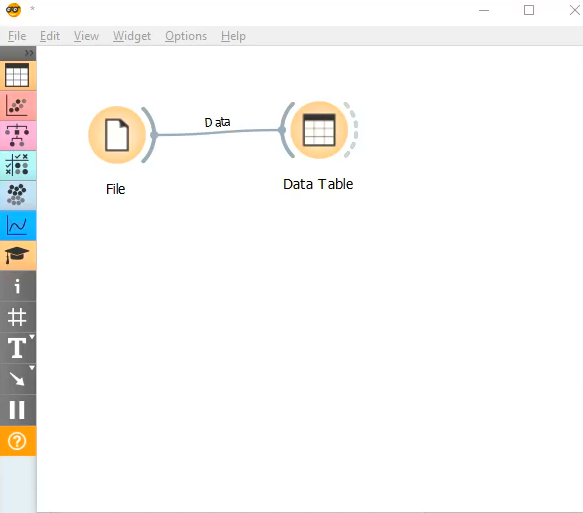 *
File Edit View Widget Options Help
Data
File
Data Table
i
T
?